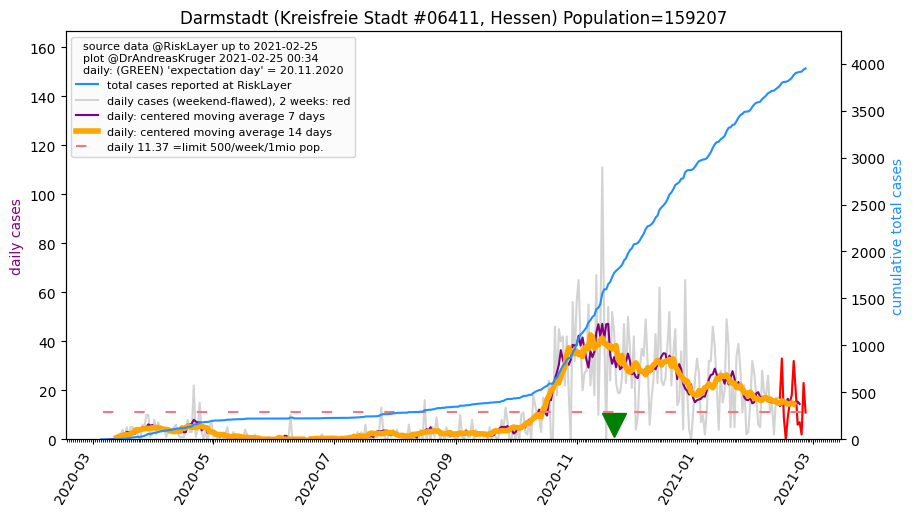 Darmstadt (Kreisfreie Stadt #06411, Hessen) Population=159207
source data @RiskLayer up to 2021-02-25
plot @DrAndreasKruger 2021-02-25 00:34
daily: (GREEN) 'expectation day' = 20.11.2020
total cases reported at RiskLayer
daily cases (weekend-flawed), 2 weeks: red
daily: centered moving average 7 days
daily: centered moving average 14 days
daily 11.37 =limit 500/week/1mio pop.
daily cases
160
140
120
100
80
60
40
20
0
cumulative total cases
4000
3500
3000
2500
2000
1500
1000
500
0
2020-03
2020-05
2020-07
2020-09
2020-11
2021-01
2021-03